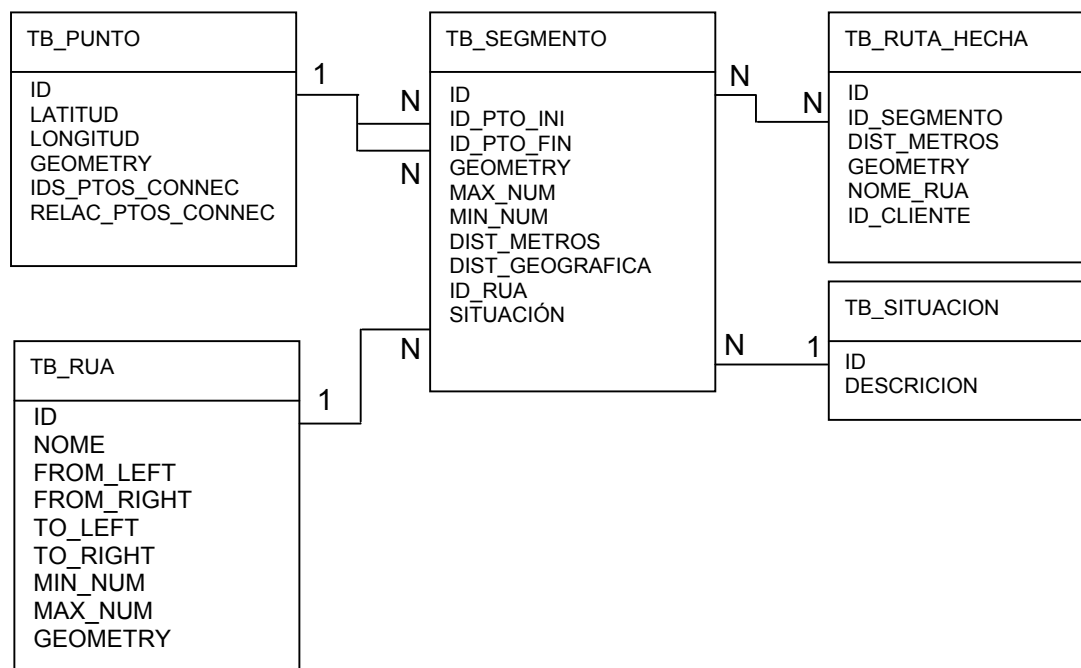 TB_PUNTO
ID
LATITUD
LONGITUD
GEOMETRY
IDS_PTOS_CONNEC
RELAC_PTOS_CONNEC
1
N
N
TB_SEGMENTO
ID
ID_PTO_INI
ID_PTO_FIN
GEOMETRY
MAX_NUM
MIN_NUM
DIST_METROS
DIST_GEOGRAFICA
ID_RUA
SITUACIÓN
N
N
TB_RUTA_HECHA
ID
ID_SEGMENTO
DIST_METROS
GEOMETRY
NOME_RUA
ID_CLIENTE
TB_RUA
ID
NOME
FROM_LEFT
FROM_RIGHT
TO_LEFT
TO_RIGHT
MIN_NUM
MAX_NUM
GEOMETRY
1
N
N
1
TB_SITUACION
ID
DESCRICION